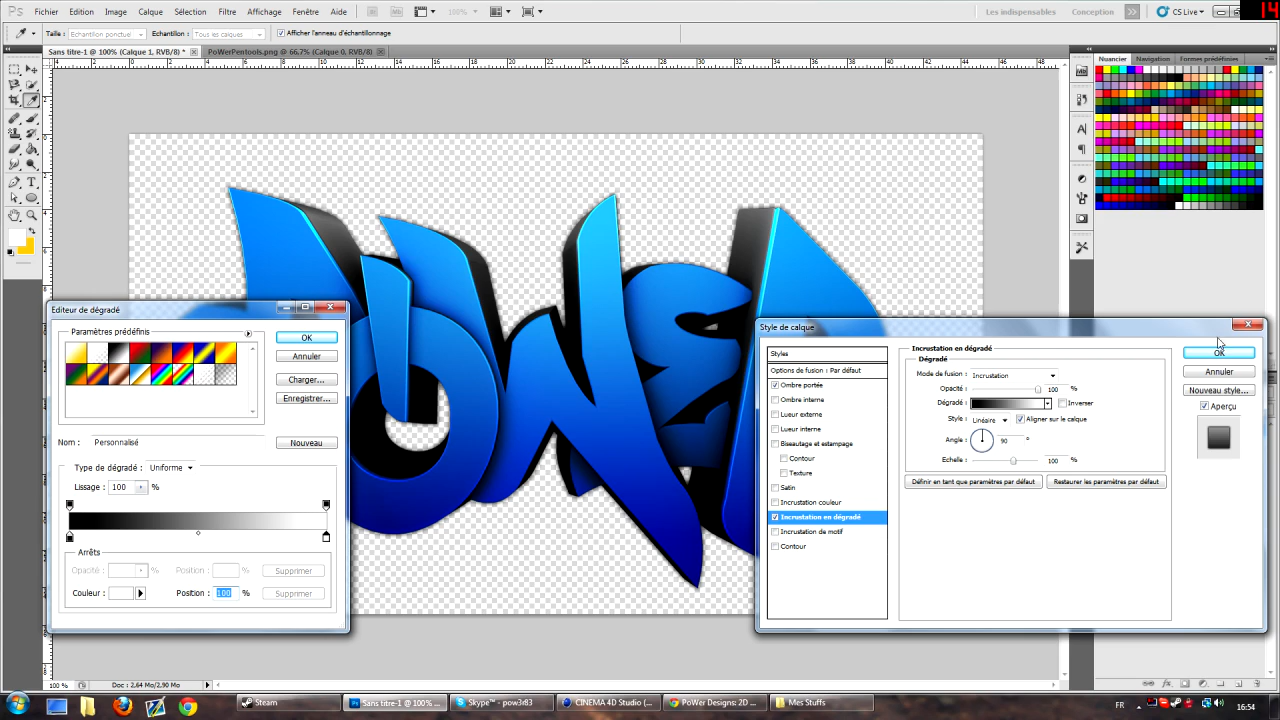 14
Ps Fichier Edition Image Calque Sélection Filtre Affichage Fenêtre Aide Br Mb 100% Les indispensables Conception >> CS Live
Taille : Echantillon ponctuel Echantillon : Tous les calques Afficher l'anneau d'échantillonnage
Sans titre-1 @ 100% (Calque 1, RVB/8) * PoWerPentools.png @ 66,7% (Calque 0, RVB/8)
Nuancier Navigation Formes prédéfinies
Editeur de dégradé
Paramètres prédéfinis
OK
Annuler
Charger...
Enregistrer...
Nom : Personnalisé
Nouveau
Type de dégradé : Uniforme
Lissage : 100 %
Arrêts
Opacité : % Position : % Supprimer
Couleur : Position : 100 % Supprimer
Style de calque
Styles
Options de fusion : Par défaut
Ombre portée
Ombre interne
Lueur externe
Lueur interne
Biseautage et estampage
Contour
Texture
Satin
Incrustation couleur
Incrustation en dégradé
Incrustation de motif
Contour
Incrustation en dégradé
Dégradé
Mode de fusion : Incrustation
Opacité : 100 %
Dégradé : Inverser
Style : Linéaire Aligner sur le calque
Angle : 90 °
Echelle : 100 %
Définir en tant que paramètres par défaut Restaurer les paramètres par défaut
OK
Annuler
Nouveau style...
Aperçu
100 % Doc : 2,64 Mo/2,90 Mo
Steam Sans titre-1 @ 100% ... Skype™ - pow3r83 CINEMA 4D Studio (... PoWer Designs: 2D ... Mes Stuffs FR 16:54